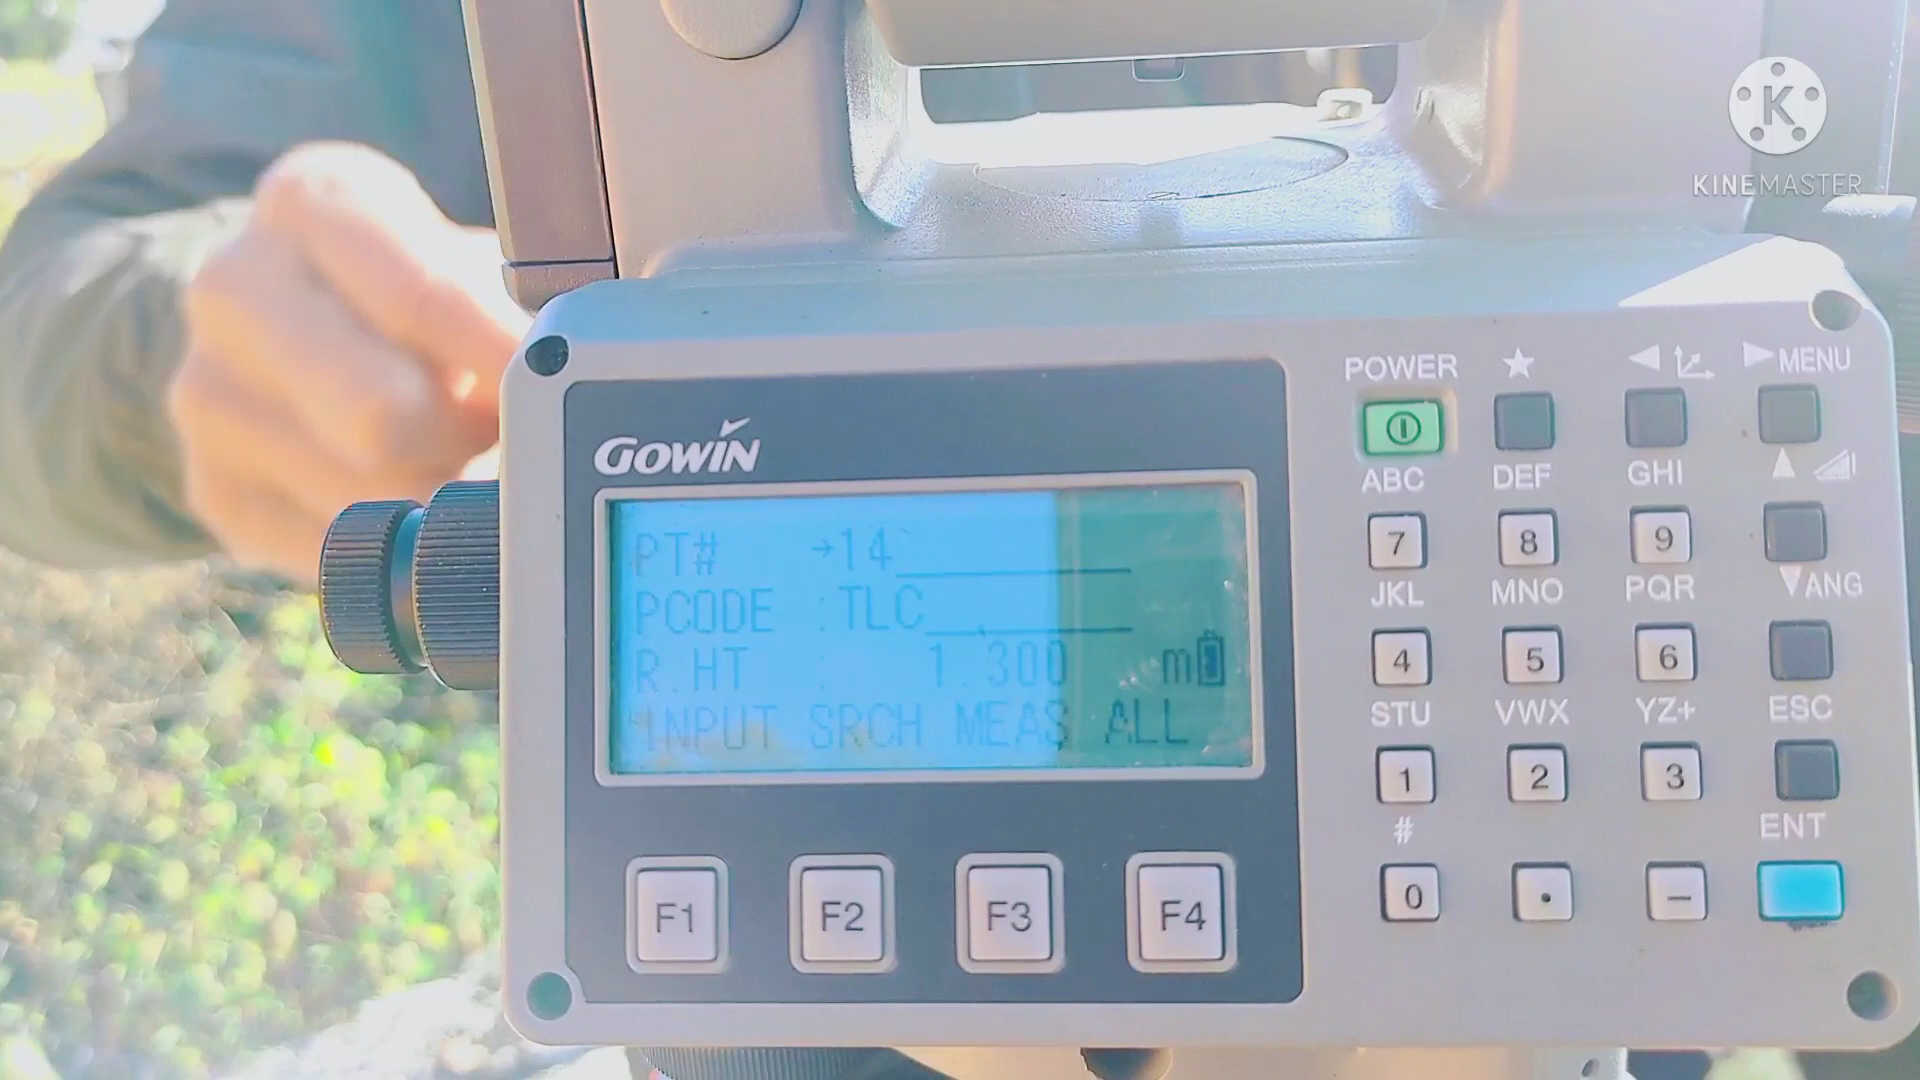 K
KINEMASTER
GOWIN
PT# →14
PCODE :TLC
R.HT : 1.300 m
INPUT SRCH MEAS ALL
F1 F2 F3 F4
POWER ★ ◀ ▶MENU
ABC DEF GHI ▲
7 8 9
JKL MNO PQR ▼ANG
4 5 6
STU VWX YZ+ ESC
1 2 3
# ENT
0 . −